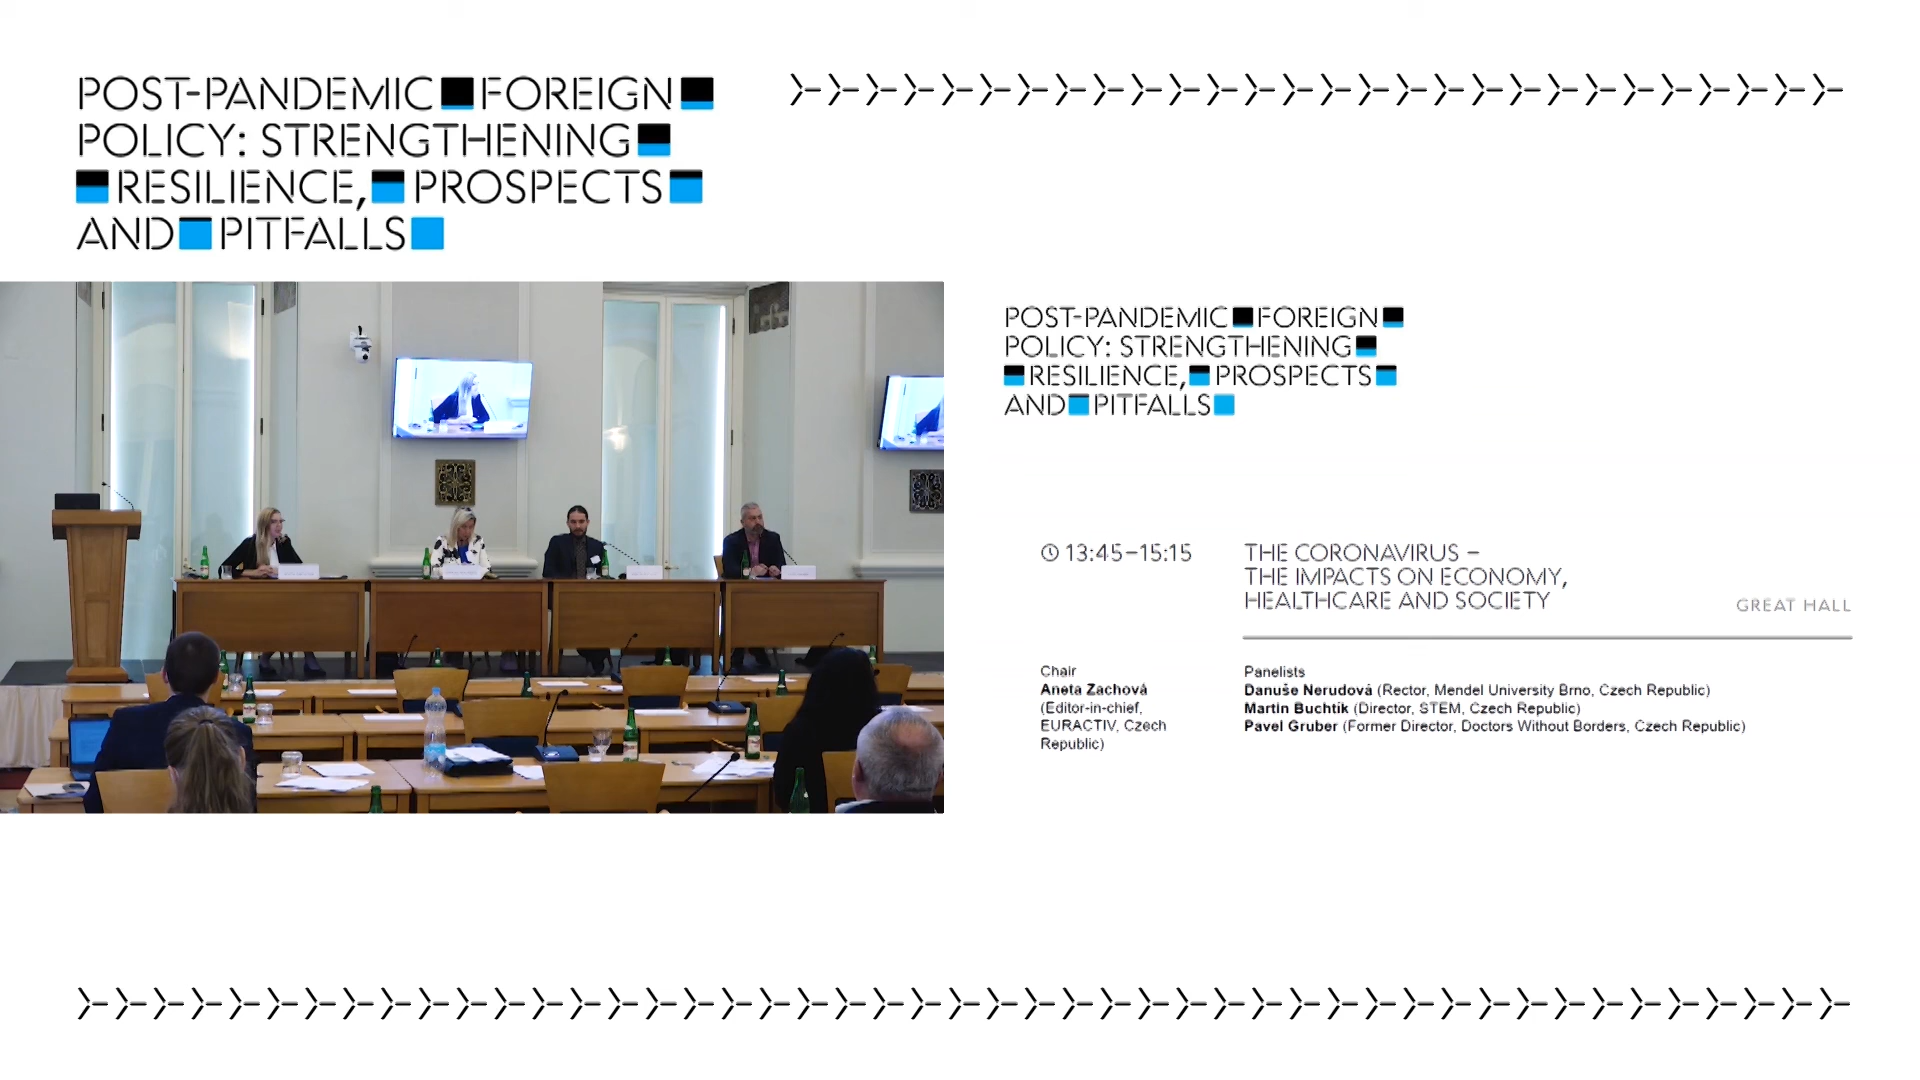 POST-PANDEMIC FOREIGN
POLICY: STRENGTHENING
RESILIENCE, PROSPECTS
AND PITFALLS
POST-PANDEMIC FOREIGN
POLICY: STRENGTHENING
RESILIENCE, PROSPECTS
AND PITFALLS
13:45–15:15
THE CORONAVIRUS –
THE IMPACTS ON ECONOMY,
HEALTHCARE AND SOCIETY
GREAT HALL
Chair
Aneta Zachová
(Editor-in-chief,
EURACTIV, Czech
Republic)
Panelists
Danuše Nerudová (Rector, Mendel University Brno, Czech Republic)
Martin Buchtík (Director, STEM, Czech Republic)
Pavel Gruber (Former Director, Doctors Without Borders, Czech Republic)